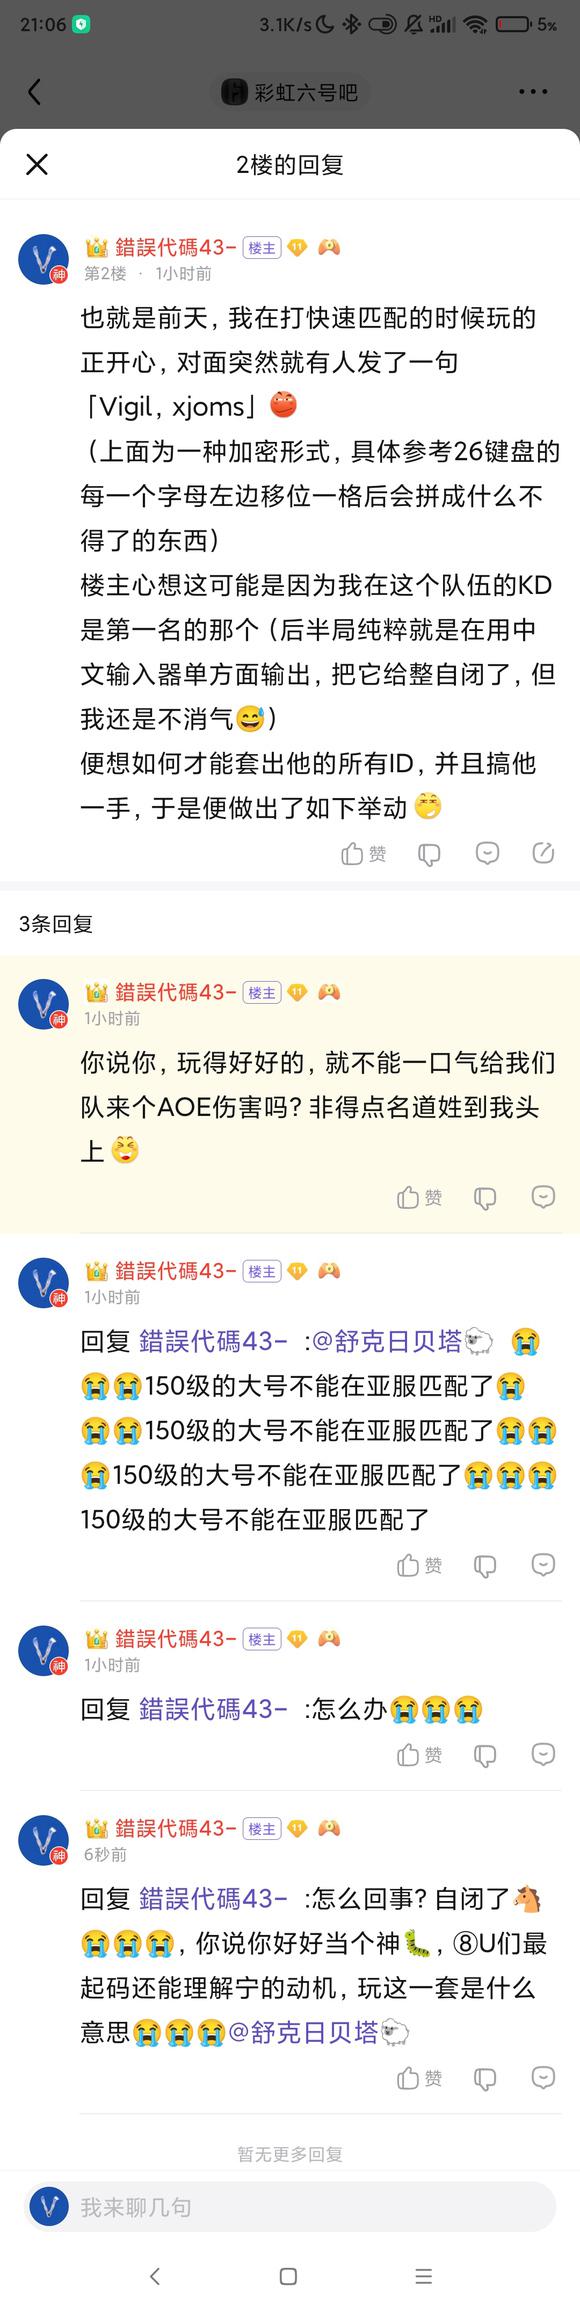 21:06 3.1K/s HD 5%
彩虹六号吧
2楼的回复
錯誤代碼43- 楼主 11
神
第2楼 · 1小时前
也就是前天，我在打快速匹配的时候玩的
正开心，对面突然就有人发了一句
「Vigil，xjoms」
（上面为一种加密形式，具体参考26键盘的
每一个字母左边移位一格后会拼成什么不
得了的东西）
楼主心想这可能是因为我在这个队伍的KD
是第一名的那个（后半局纯粹就是在用中
文输入器单方面输出，把它给整自闭了，但
我还是不消气😅）
便想如何才能套出他的所有ID，并且搞他
一手，于是便做出了如下举动
赞
3条回复
錯誤代碼43- 楼主 11
神
1小时前
你说你，玩得好好的，就不能一口气给我们
队来个AOE伤害吗？非得点名道姓到我头
上
赞
錯誤代碼43- 楼主 11
神
1小时前
回复 錯誤代碼43- :@舒克日贝塔🐑 😭
😭😭150级的大号不能在亚服匹配了😭
😭😭150级的大号不能在亚服匹配了😭😭
😭150级的大号不能在亚服匹配了😭😭😭
150级的大号不能在亚服匹配了
赞
錯誤代碼43- 楼主 11
神
1小时前
回复 錯誤代碼43- :怎么办😭😭😭
赞
錯誤代碼43- 楼主 11
神
6秒前
回复 錯誤代碼43- :怎么回事？自闭了🐴
😭😭😭，你说你好好当个神🐛，⑧U们最
起码还能理解宁的动机，玩这一套是什么
意思😭😭😭@舒克日贝塔🐑
赞
暂无更多回复
我来聊几句